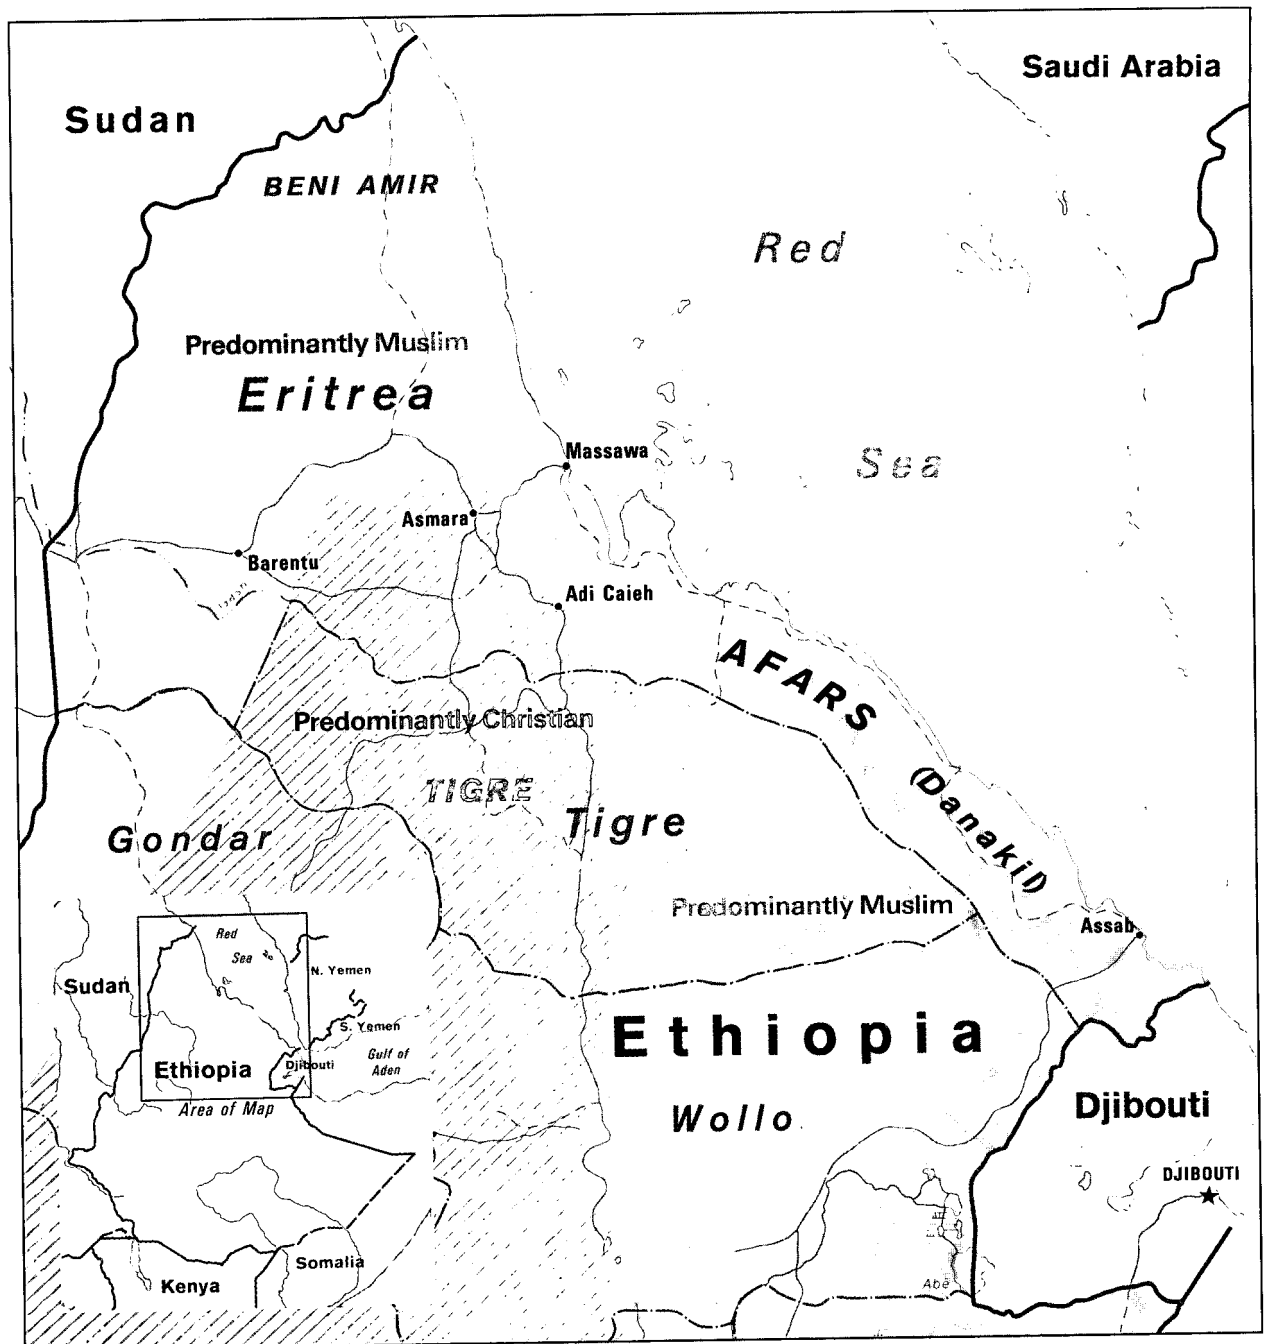 Saudi Arabia
Sudan
BENI AMIR
Red
Predominantly Muslim
Eritrea
Massawa
Sea
Asmara
Barentu
Adi Caieh
AFARS
Predominantly Christian
(Danakil)
TIGRE
Tigre
Gondar
Predominantly Muslim
Assab
Red
Sea
N. Yemen
Sudan
S. Yemen
Ethiopia
Gulf of
Aden
Djibouti
Ethiopia
Area of Map
Djibouti
Wollo
DJIBOUTI
Somalia
Kenya
Abe